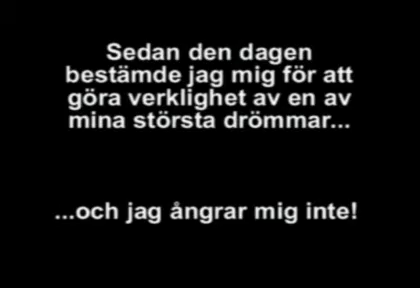 Sedan den dagen
bestämde jag mig för att
göra verklighet av en av
mina största drömmar...
...och jag ångrar mig inte!